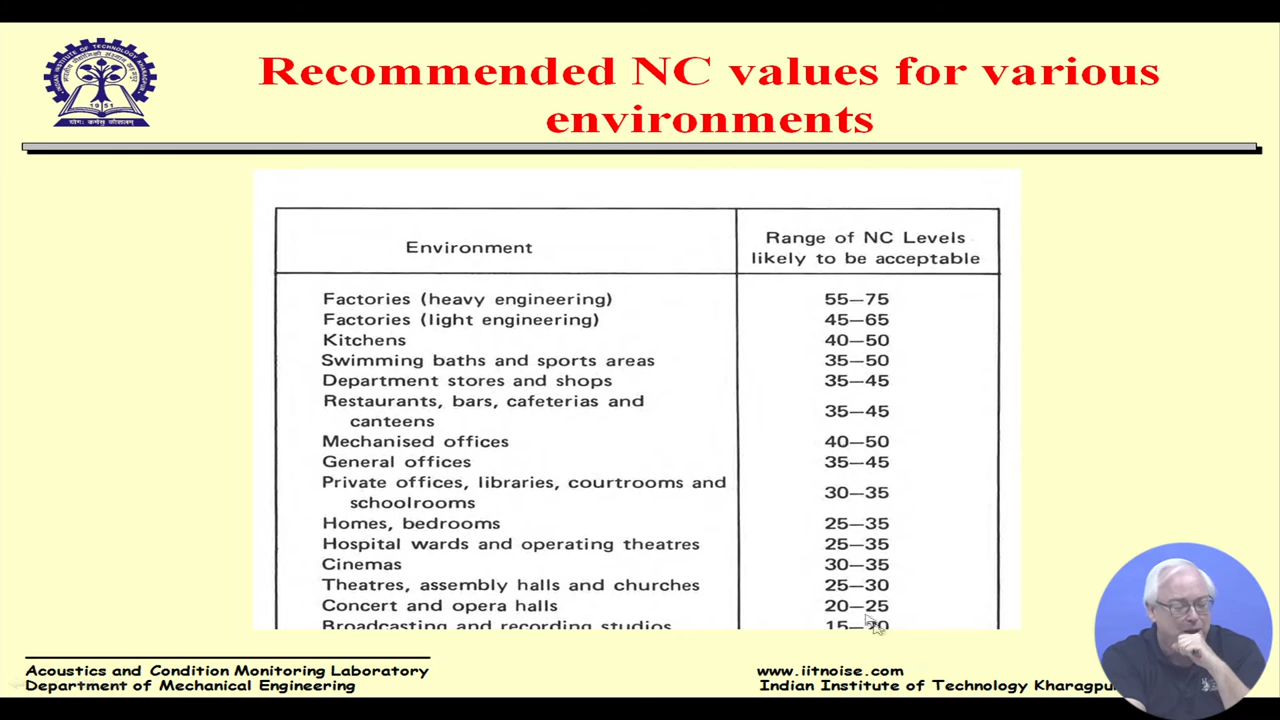 Recommended NC values for various
environments
Environment
Range of NC Levels
likely to be acceptable
Factories (heavy engineering) 55—75
Factories (light engineering) 45—65
Kitchens 40—50
Swimming baths and sports areas 35—50
Department stores and shops 35—45
Restaurants, bars, cafeterias and
canteens 35—45
Mechanised offices 40—50
General offices 35—45
Private offices, libraries, courtrooms and
schoolrooms 30—35
Homes, bedrooms 25—35
Hospital wards and operating theatres 25—35
Cinemas 30—35
Theatres, assembly halls and churches 25—30
Concert and opera halls 20—25
Broadcasting and recording studios 15—20
Acoustics and Condition Monitoring Laboratory
Department of Mechanical Engineering
www.iitnoise.com
Indian Institute of Technology Kharagpu